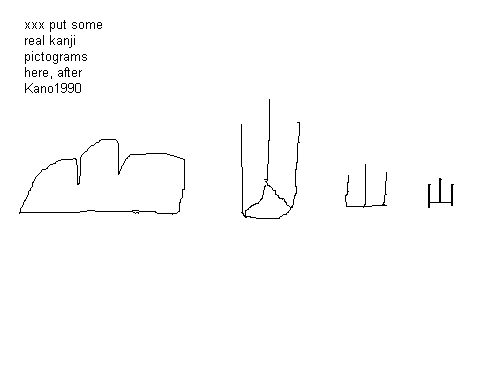 xxx put some
real kanji
pictograms
here, after
Kano1990
山